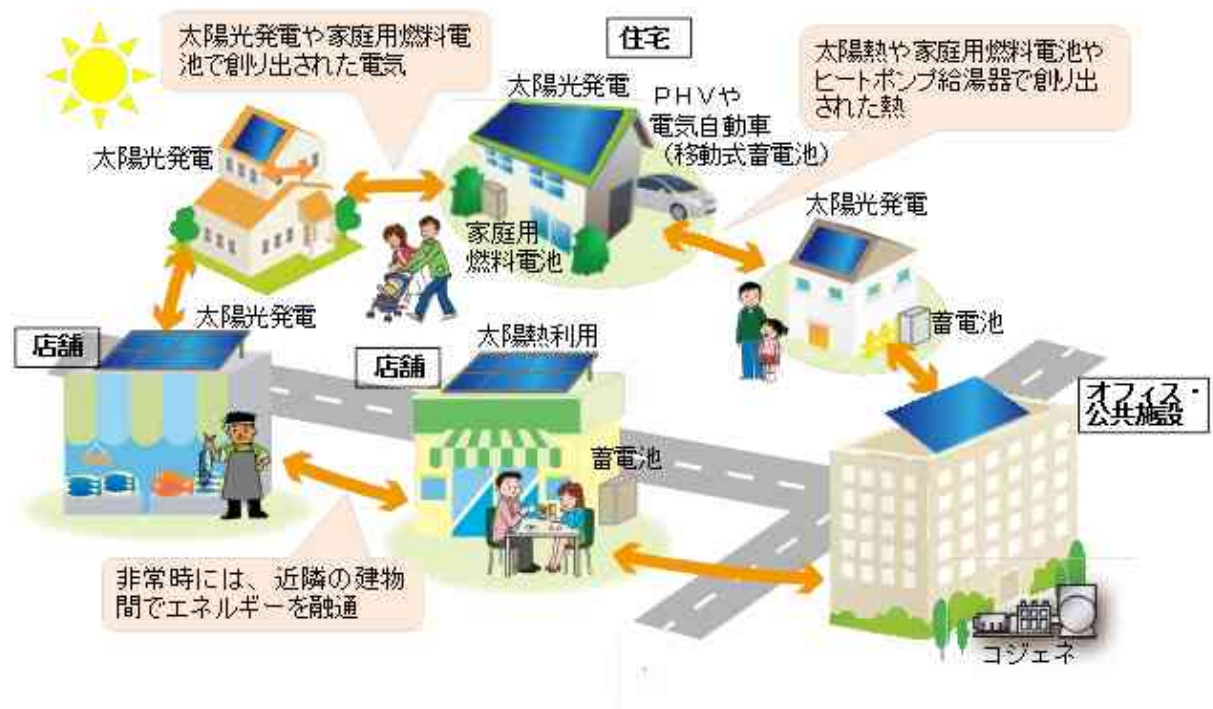 太陽光発電や家庭用燃料電
池で創り出された電気
住宅
太陽熱や家庭用燃料電池や
ヒートポンプ給湯器で創り出
された熱
太陽光発電
PHVや
電気自動車
(移動式蓄電池)
太陽光発電
太陽光発電
家庭用
燃料電池
太陽光発電
店舗
太陽熱利用
店舗
蓄電池
オフィス・
公共施設
蓄電池
非常時には、近隣の建物
間でエネルギーを融通
コジェネ